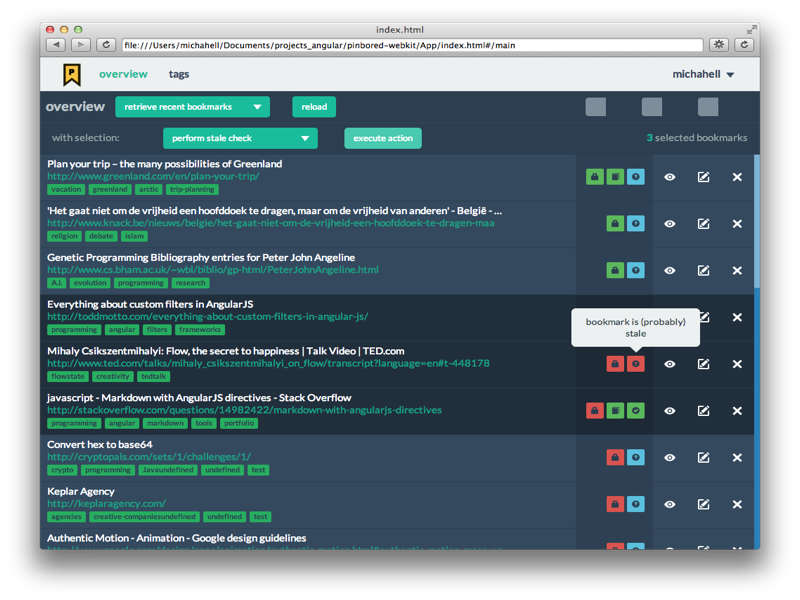 index.html
file:///Users/michahell/Documents/projects_angular/pinbored-webkit/App/index.html#/main
P overview tags michahell
overview retrieve recent bookmarks reload
with selection: perform stale check execute action 3 selected bookmarks
Plan your trip – the many possibilities of Greenland
http://www.greenland.com/en/plan-your-trip/
vacation greenland arctic trip-planning
'Het gaat niet om de vrijheid een hoofddoek te dragen, maar om de vrijheid van anderen' - België - ...
http://www.knack.be/nieuws/belgie/het-gaat-niet-om-de-vrijheid-een-hoofddoek-te-dragen-maa
religion debate islam
Genetic Programming Bibliography entries for Peter John Angeline
http://www.cs.bham.ac.uk/~wbl/biblio/gp-html/PeterJohnAngeline.html
A.I. evolution programming research
Everything about custom filters in AngularJS
http://toddmotto.com/everything-about-custom-filters-in-angular-js/
programming angular filters frameworks
bookmark is (probably)
stale
Mihaly Csikszentmihalyi: Flow, the secret to happiness | Talk Video | TED.com
http://www.ted.com/talks/mihaly_csikszentmihalyi_on_flow/transcript?language=en#t-448178
flowstate creativity tedtalk
javascript - Markdown with AngularJS directives - Stack Overflow
http://stackoverflow.com/questions/14982422/markdown-with-angularjs-directives
programming angular markdown tools portfolio
Convert hex to base64
http://cryptopals.com/sets/1/challenges/1/
crypto programming Javaundefined undefined test
Keplar Agency
http://keplaragency.com/
agencies creative-companiesundefined undefined test
Authentic Motion - Animation - Google design guidelines